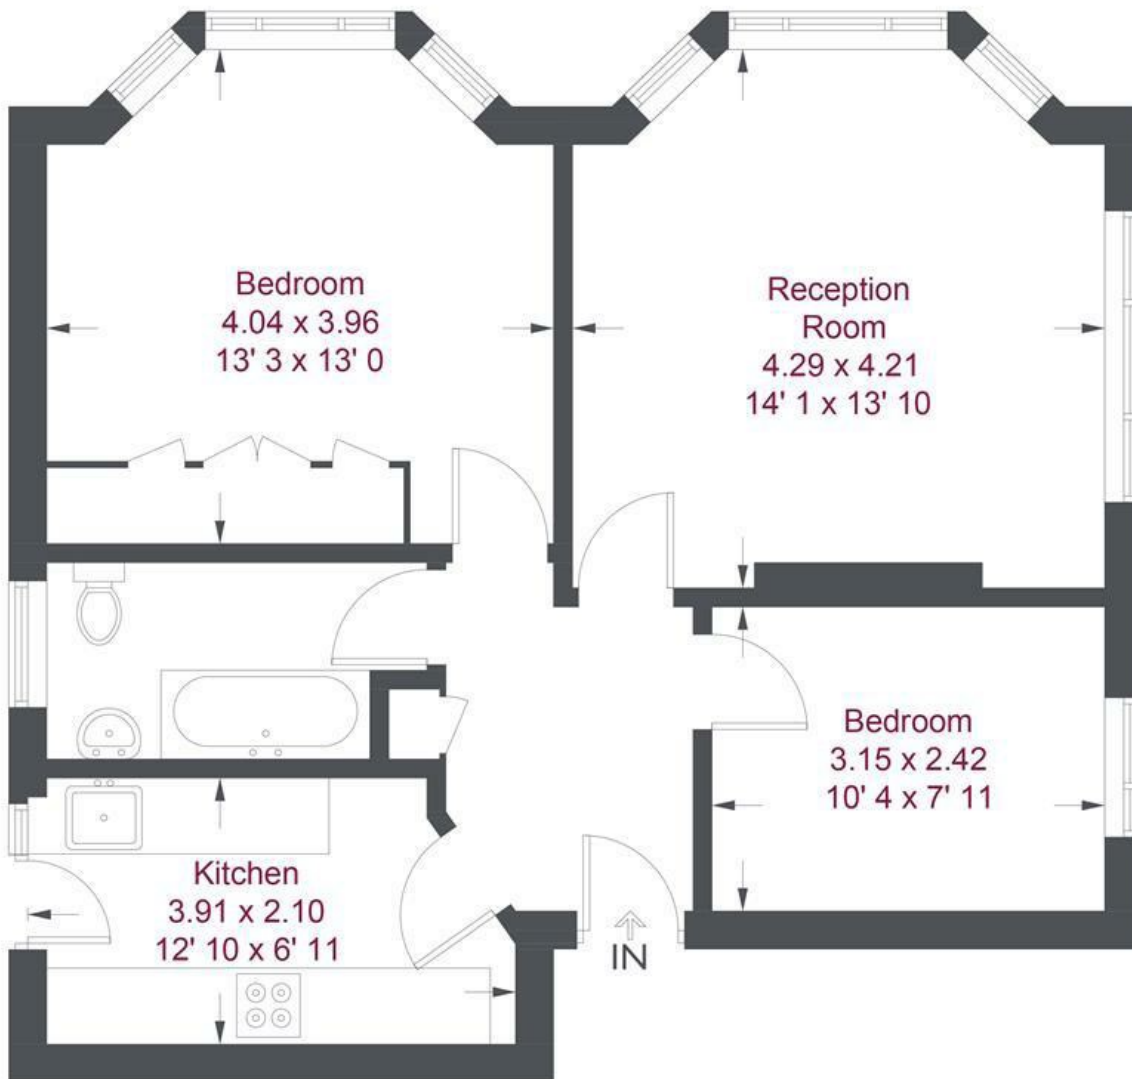 Bedroom
4.04 x 3.96
13' 3 x 13' 0
Reception
Room
4.29 x 4.21
14' 1 x 13' 10
Bedroom
3.15 x 2.42
10' 4 x 7' 11
Kitchen
3.91 x 2.10
12' 10 x 6' 11
IN